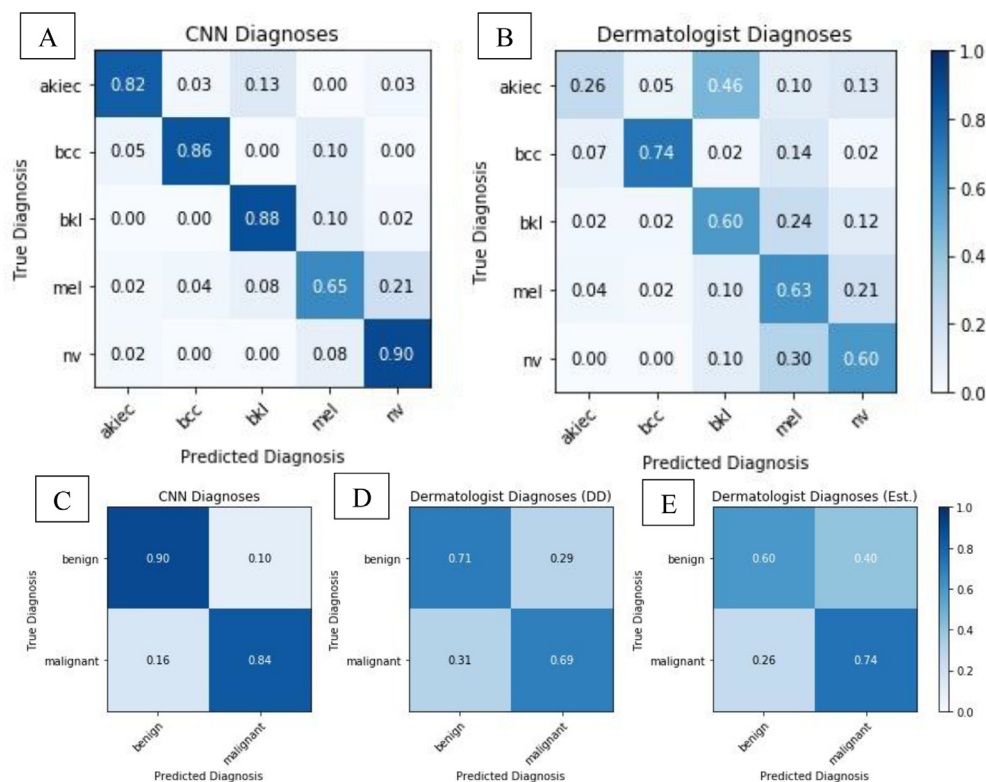 A
CNN Diagnoses
True Diagnosis
akiec 0.82 0.03 0.13 0.00 0.03
bcc 0.05 0.86 0.00 0.10 0.00
bkl 0.00 0.00 0.88 0.10 0.02
mel 0.02 0.04 0.08 0.65 0.21
nv 0.02 0.00 0.00 0.08 0.90
akiec bcc bkl mel nv
Predicted Diagnosis
B
Dermatologist Diagnoses
True Diagnosis
akiec 0.26 0.05 0.46 0.10 0.13
bcc 0.07 0.74 0.02 0.14 0.02
bkl 0.02 0.02 0.60 0.24 0.12
mel 0.04 0.02 0.10 0.63 0.21
nv 0.00 0.00 0.10 0.30 0.60
akiec bcc bkl mel nv
Predicted Diagnosis
1.0
0.8
0.6
0.4
0.2
0.0
C
CNN Diagnoses
True Diagnosis
benign 0.90 0.10
malignant 0.16 0.84
benign malignant
Predicted Diagnosis
D
Dermatologist Diagnoses (DD)
True Diagnosis
benign 0.71 0.29
malignant 0.31 0.69
benign malignant
Predicted Diagnosis
E
Dermatologist Diagnoses (Est.)
True Diagnosis
benign 0.60 0.40
malignant 0.26 0.74
benign malignant
Predicted Diagnosis
1.0
0.8
0.6
0.4
0.2
0.0